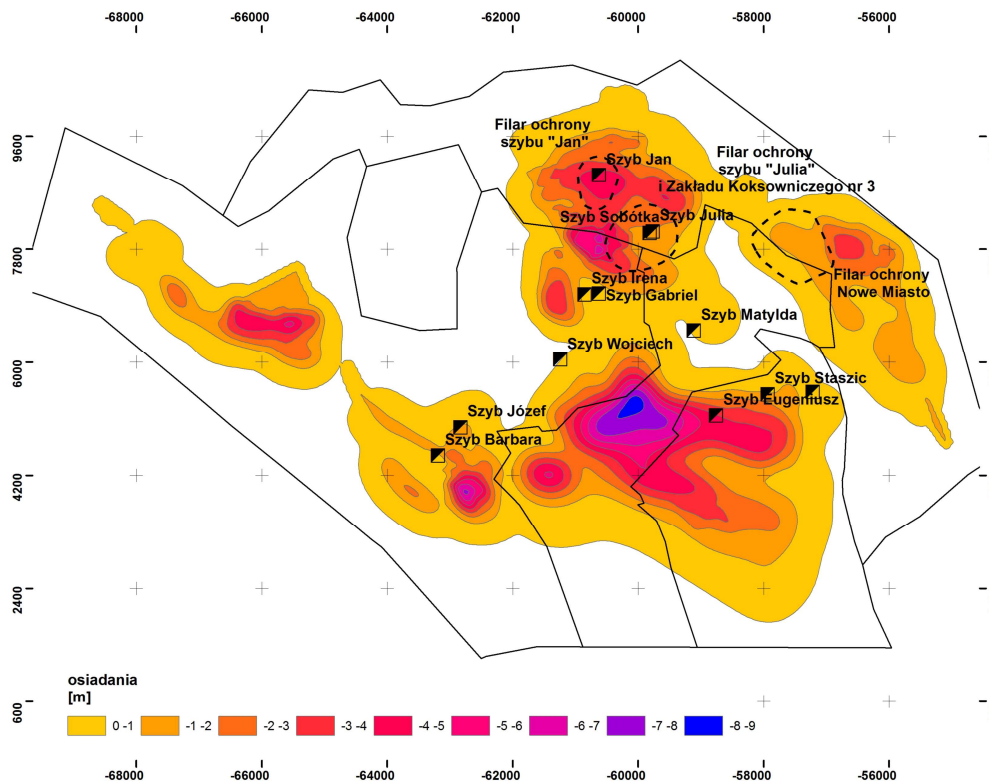 -68000 -66000 -64000 -62000 -60000 -58000 -56000
9600
7800
6000
4200
2400
600
Filar ochrony
szybu "Jan"
Szyb Jan
Filar ochrony
szybu "Julia"
i Zakładu Koksowniczego nr 3
Szyb Sobótka
Szyb Julia
Filar ochrony
Nowe Miasto
Szyb Irena
Szyb Gabriel
Szyb Matylda
Szyb Wojciech
Szyb Staszic
Szyb Eugeniusz
Szyb Józef
Szyb Barbara
osiadania
[m]
0 -1 -1 -2 -2 -3 -3 -4 -4 -5 -5 -6 -6 -7 -7 -8 -8 -9
-68000 -66000 -64000 -62000 -60000 -58000 -56000